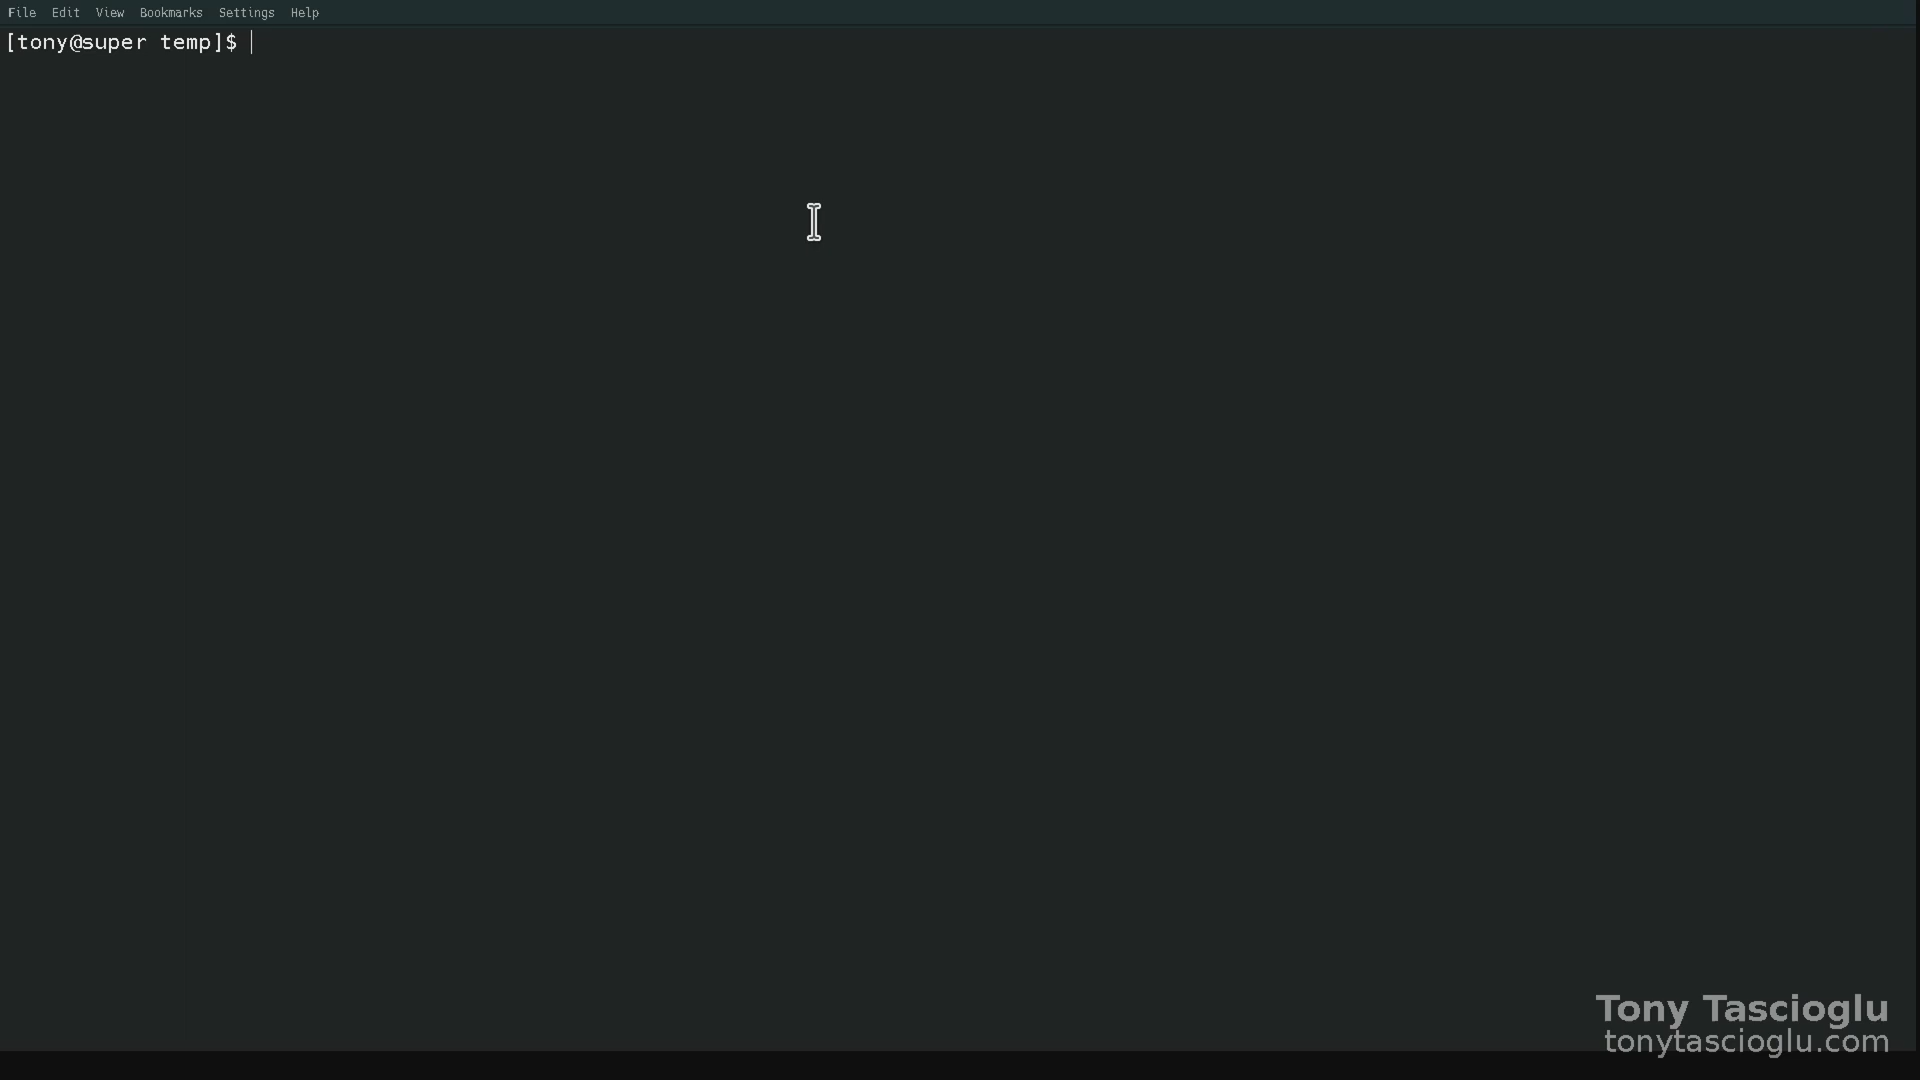 File Edit View Bookmarks Settings Help
[tony@super temp]$
Tony Tascioglu
tonytascioglu.com